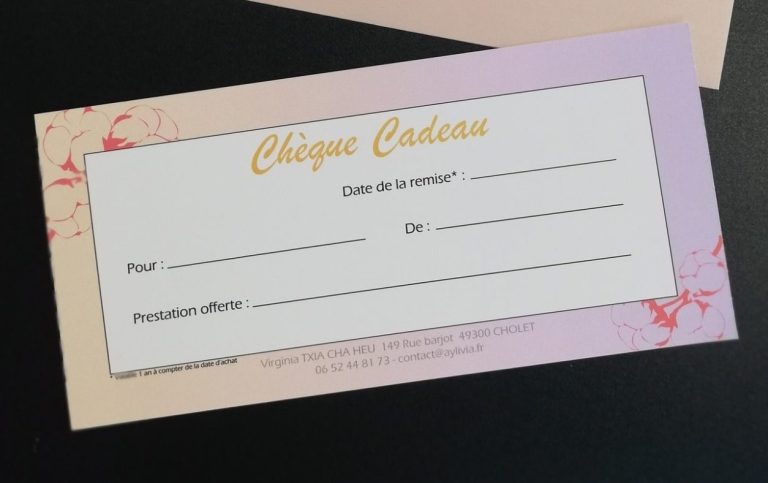 Chèque Cadeau
Date de la remise* :
Pour : De :
Prestation offerte :
* Valable 1 an à compter de la date d'achat
Virginia TXIA CHA HEU 149 Rue barjot 49300 CHOLET
06 52 44 81 73 - contact@aylivia.fr